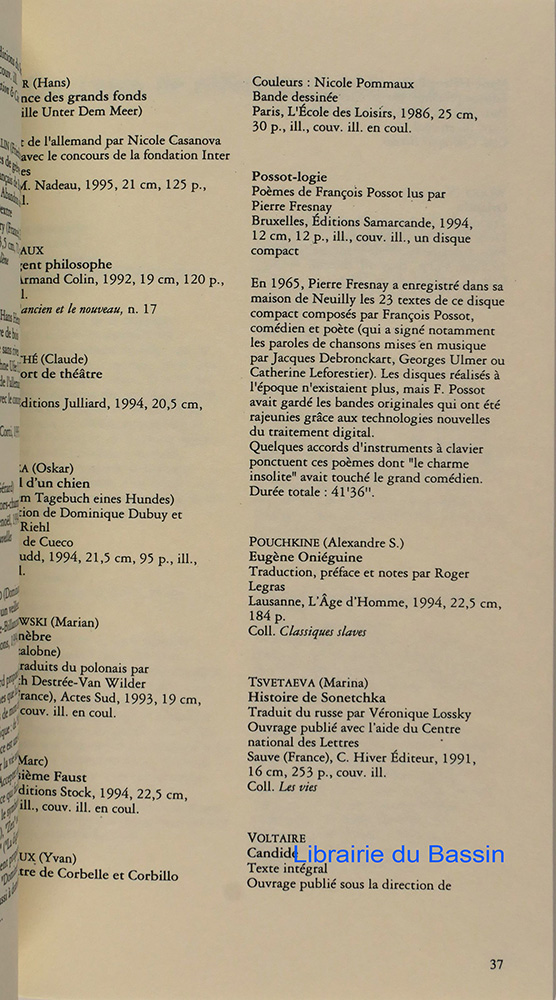 R (Hans)
nce des grands fonds
ille Unter Dem Meer)
de l'allemand par Nicole Casanova
avec le concours de la fondation Inter
es
M. Nadeau, 1995, 21 cm, 125 p.,
l.
AUX
ent philosophe
Armand Colin, 1992, 19 cm, 120 p.,
l.
ancien et le nouveau, n. 17
THÉ (Claude)
ort de théâtre
ditions Julliard, 1994, 20,5 cm,
A (Oskar)
l d'un chien
m Tagebuch eines Hundes)
tion de Dominique Dubuy et
Riehl
de Cueco
udd, 1994, 21,5 cm, 95 p., ill.,
l.
WSKI (Marian)
nèbre
alobne)
raduits du polonais par
h Destrée-Van Wilder
rance), Actes Sud, 1993, 19 cm,
couv. ill. en coul.
Marc)
sième Faust
ditions Stock, 1994, 22,5 cm,
ill., couv. ill. en coul.
UX (Yvan)
tre de Corbelle et Corbillo
Couleurs : Nicole Pommaux
Bande dessinée
Paris, L'École des Loisirs, 1986, 25 cm,
30 p., ill., couv. ill. en coul.
Possot-logie
Poèmes de François Possot lus par
Pierre Fresnay
Bruxelles, Éditions Samarcande, 1994,
12 cm, 12 p., ill., couv. ill., un disque
compact
En 1965, Pierre Fresnay a enregistré dans sa
maison de Neuilly les 23 textes de ce disque
compact composés par François Possot,
comédien et poète (qui a signé notamment
les paroles de chansons mises en musique
par Jacques Debronckart, Georges Ulmer ou
Catherine Leforestier). Les disques réalisés à
l'époque n'existaient plus, mais F. Possot
avait gardé les bandes originales qui ont été
rajeunies grâce aux technologies nouvelles
du traitement digital.
Quelques accords d'instruments à clavier
ponctuent ces poèmes dont "le charme
insolite" avait touché le grand comédien.
Durée totale : 41'36".
POUCHKINE (Alexandre S.)
Eugène Oniéguine
Traduction, préface et notes par Roger
Legras
Lausanne, L'Âge d'Homme, 1994, 22,5 cm,
184 p.
Coll. Classiques slaves
TSVETAEVA (Marina)
Histoire de Sonetchka
Traduit du russe par Véronique Lossky
Ouvrage publié avec l'aide du Centre
national des Lettres
Sauve (France), C. Hiver Éditeur, 1991,
16 cm, 253 p., couv. ill.
Coll. Les vies
VOLTAIRE
Candide
Librairie du Bassin
Texte intégral
Ouvrage publié sous la direction de
37